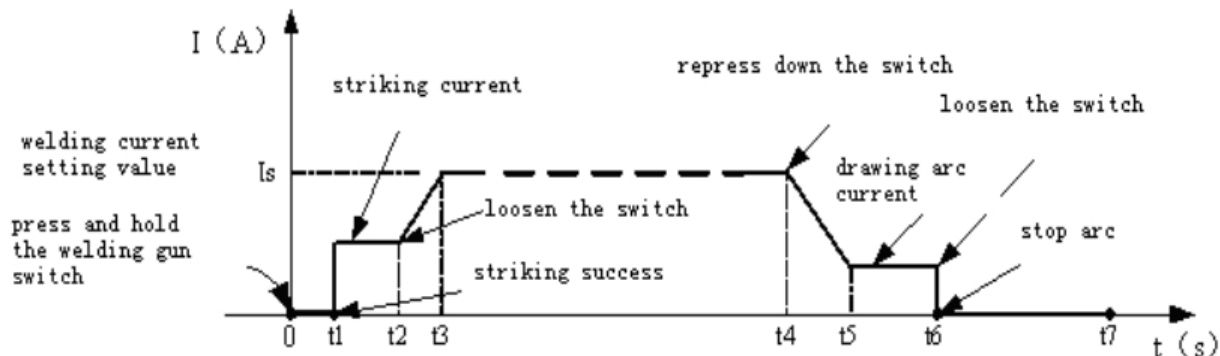 I (A)
repress down the switch
striking current
loosen the switch
welding current
setting value
Is
drawing arc
current
press and hold
the welding gun
switch
loosen the switch
stop arc
striking success
0
t1
t2
t3
t4
t5
t6
t7
t (s)